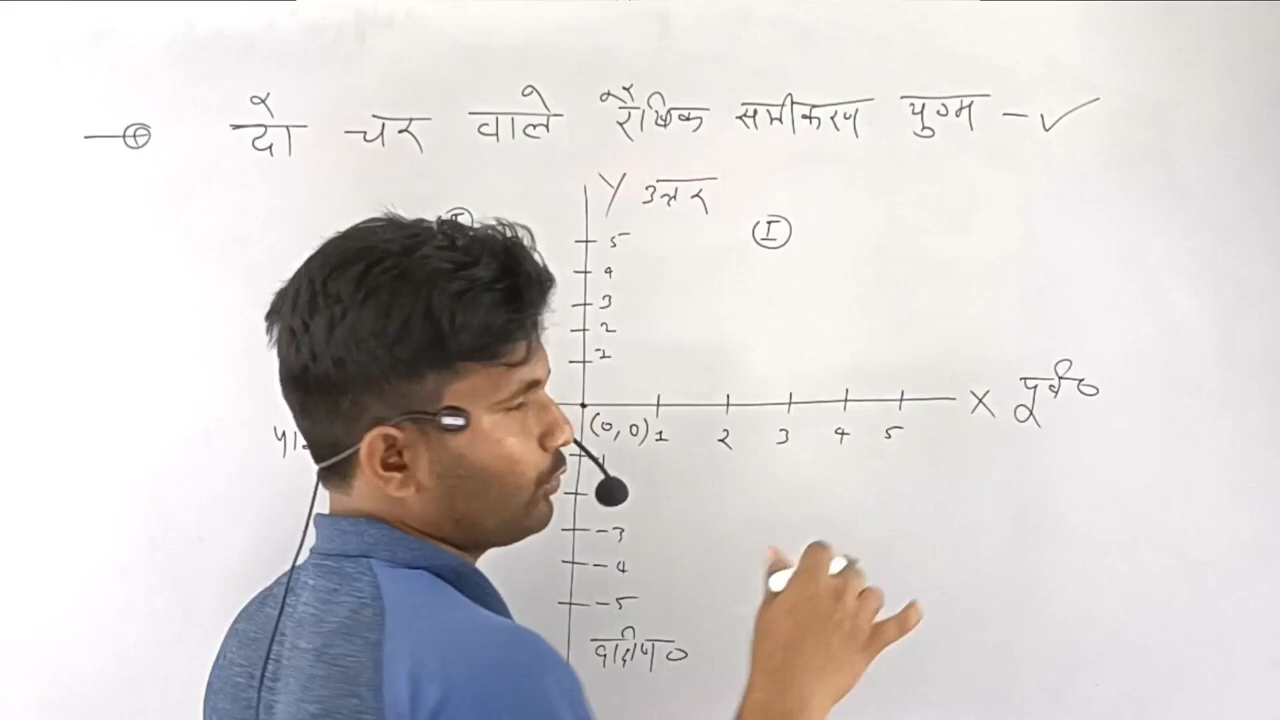 दो चर वाले रैखिक समीकरण युग्म -
Y उत्तर
I
5
4
3
2
1
X पूर्व
(0,0) 1 2 3 4 5
-3
-4
-5
दक्षिण